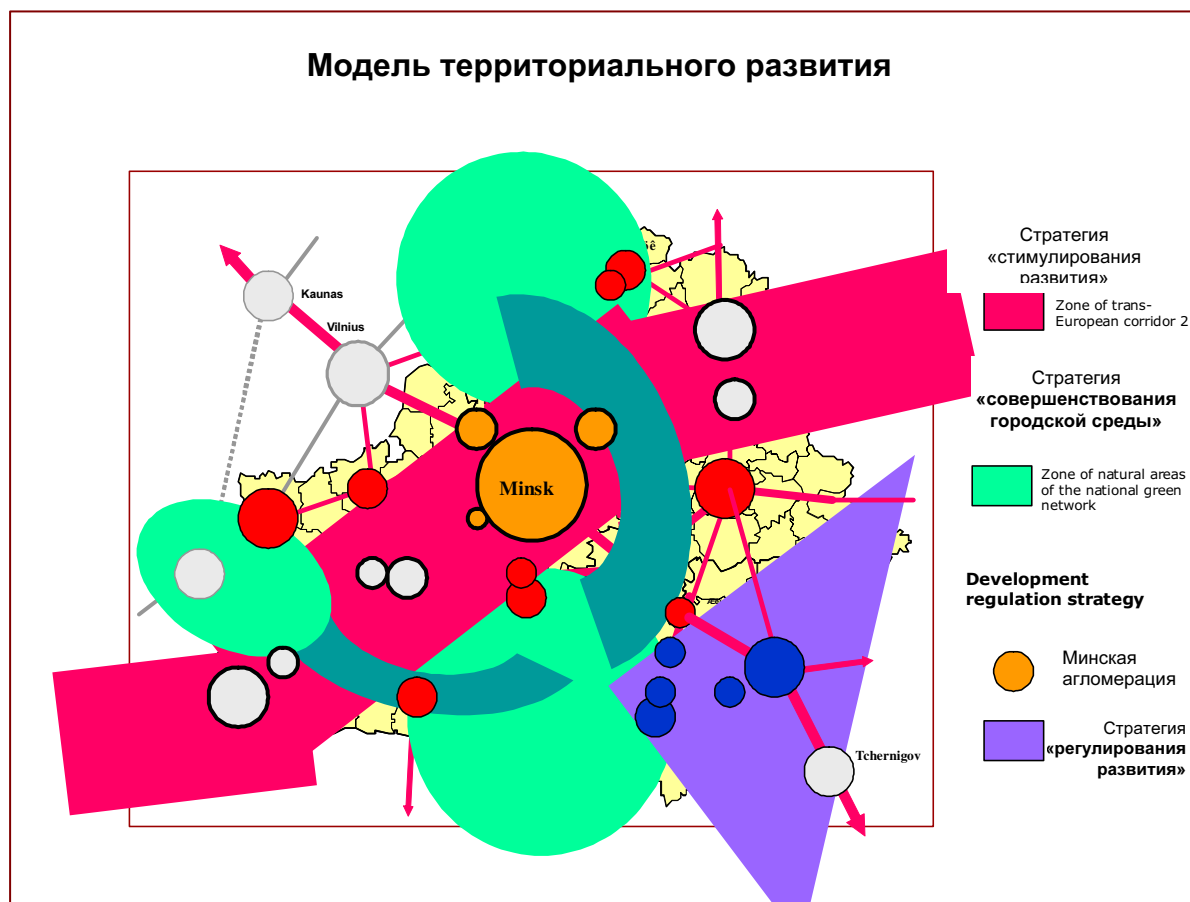 Модель территориального развития
Kaunas
Vilnius
Minsk
Tchernigov
Стратегия
«стимулирования
развития»
Zone of trans-
European corridor 2
Стратегия
«совершенствования
городской среды»
Zone of natural areas
of the national green
network
Development
regulation strategy
Минская
агломерация
Стратегия
«регулирования
развития»